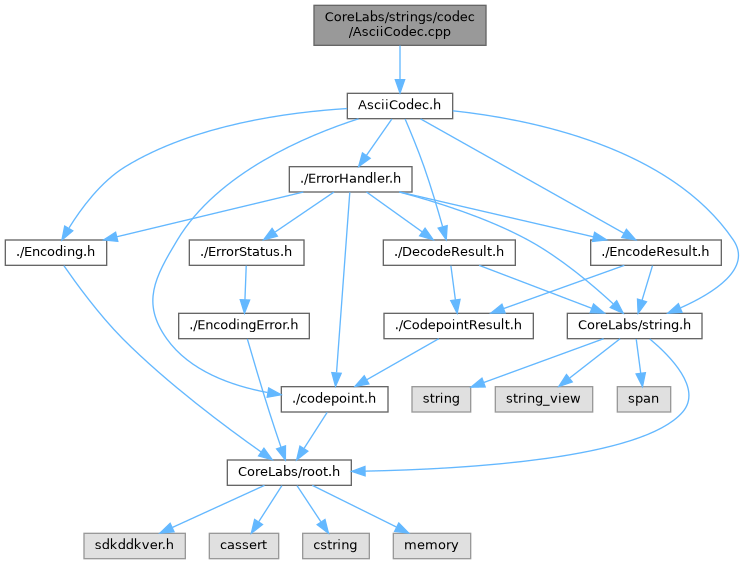 CoreLabs/strings/codec
/AsciiCodec.cpp
AsciiCodec.h
./ErrorHandler.h
./Encoding.h
./ErrorStatus.h
./DecodeResult.h
./EncodeResult.h
./EncodingError.h
./CodepointResult.h
CoreLabs/string.h
./codepoint.h
string
string_view
span
CoreLabs/root.h
sdkddkver.h
cassert
cstring
memory